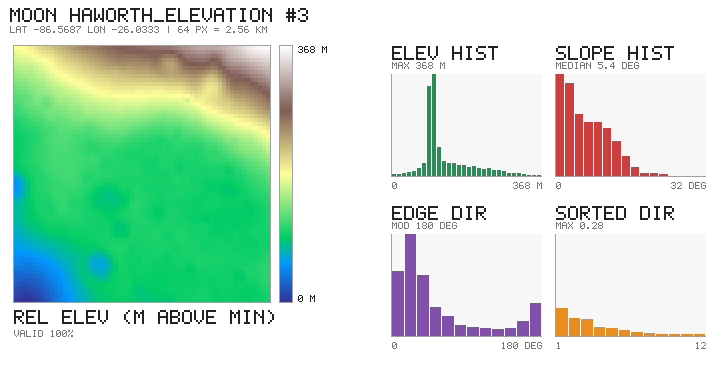 MOON HAWORTH_ELEVATION #3
LAT -86.5687 LON -26.0333 | 64 PX = 2.56 KM
368 M
0 M
REL ELEV (M ABOVE MIN)
VALID 100%
ELEV HIST
MAX 368 M
0 368 M
SLOPE HIST
MEDIAN 5.4 DEG
0 32 DEG
EDGE DIR
MOD 180 DEG
0 180 DEG
SORTED DIR
MAX 0.28
1 12